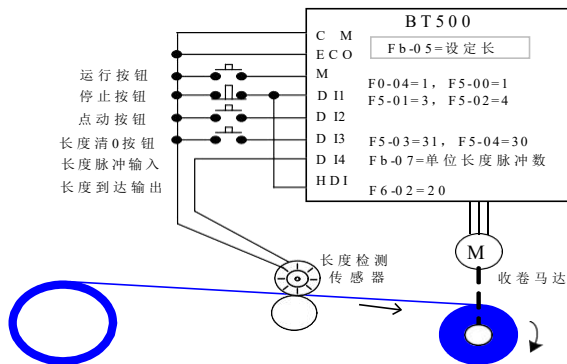 BT500
C M
Fb-05=设定长
ECO
运行按钮
M
F0-04=1，F5-00=1
停止按钮
DI1
F5-01=3，F5-02=4
点动按钮
DI2
长度清0按钮
DI3
F5-03=31，F5-04=30
长度脉冲输入
DI4
Fb-07=单位长度脉冲数
长度到达输出
HDI
F6-02=20
M
长度检测
传感器
收卷马达